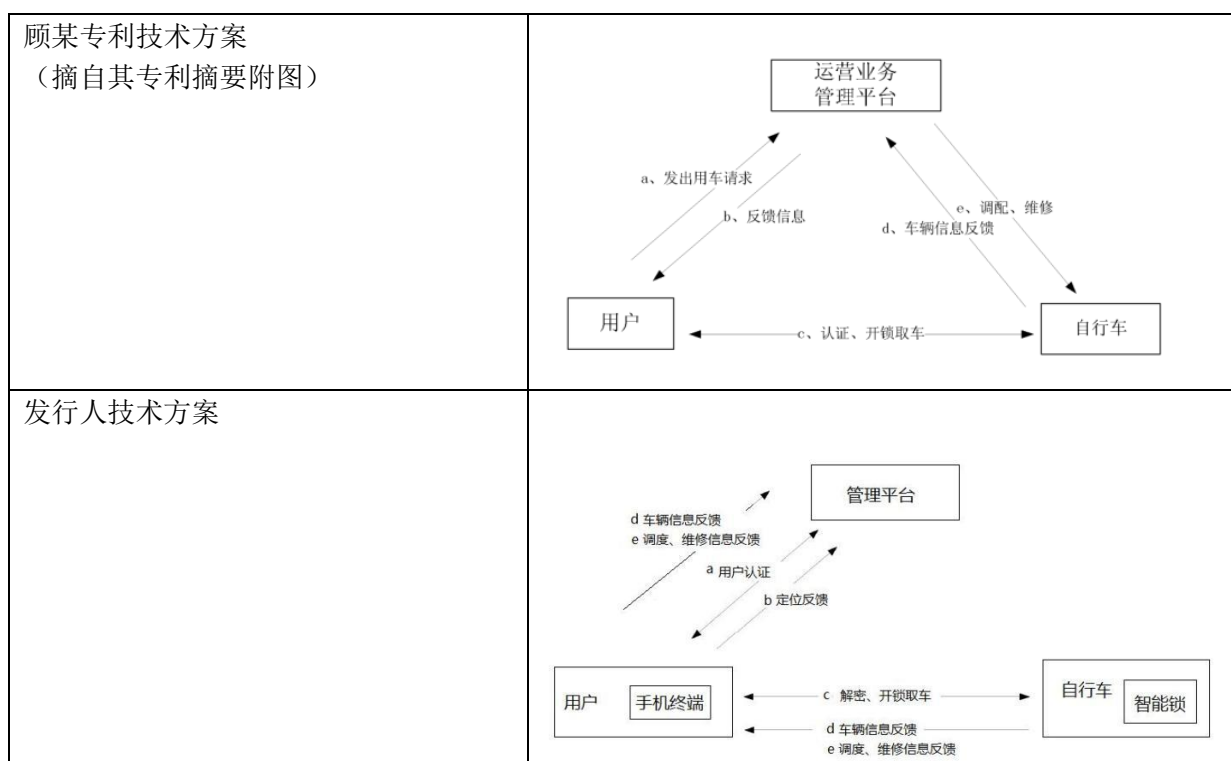 顾某专利技术方案
（摘自其专利摘要附图）
运营业务
管理平台
a、发出用车请求
b、反馈信息
e、调配、维修
d、车辆信息反馈
用户
c、认证、开锁取车
自行车
发行人技术方案
管理平台
d 车辆信息反馈
e 调度、维修信息反馈
a 用户认证
b 定位反馈
用户
手机终端
c 解密、开锁取车
d 车辆信息反馈
e 调度、维修信息反馈
自行车
智能锁